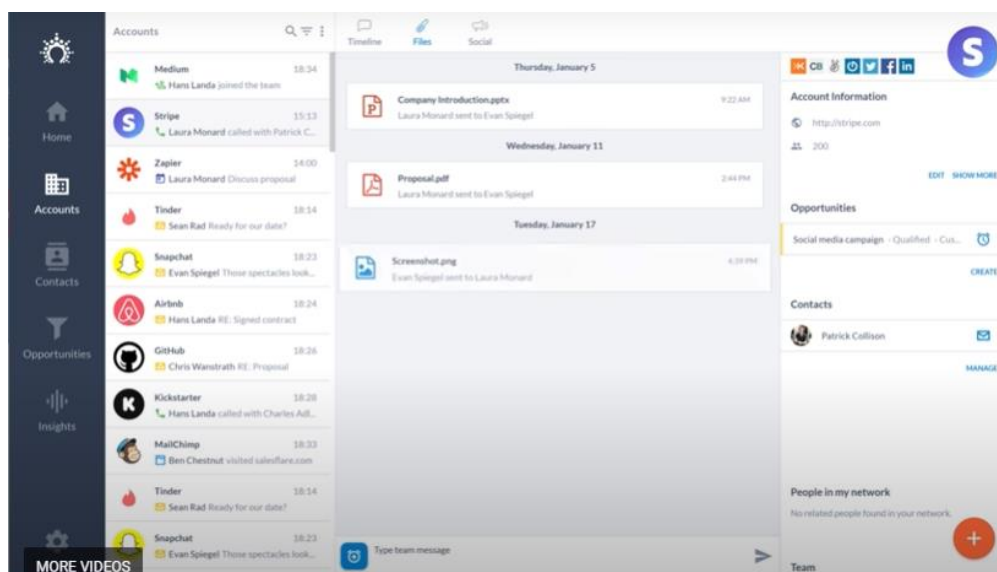 Home
Accounts
Contacts
Opportunities
Insights
MORE VIDEOS
Accounts
Medium 18:34
Hans Landa joined the team
S
Stripe 15:13
Laura Monard called with Patrick C...
Zapier 14:00
Laura Monard Discuss proposal
Tinder 18:14
Sean Rad Ready for our date?
Snapchat 18:23
Evan Spiegel Those spectacles look...
Airbnb 18:24
Hans Landa RE: Signed contract
GitHub 18:26
Chris Wanstrath RE: Proposal
K
Kickstarter 18:28
Hans Landa called with Charles Adl...
MailChimp 18:33
Ben Chestnut visited salesflare.com
Tinder 18:14
Sean Rad Ready for our date?
Snapchat 18:23
Evan Spiegel Those spectacles look...
Timeline Files Social
Thursday, January 5
Company Introduction.pptx 9:22 AM
Laura Monard sent to Evan Spiegel
Wednesday, January 11
Proposal.pdf 2:44 PM
Laura Monard sent to Evan Spiegel
Tuesday, January 17
Screenshot.png 4:39 PM
Evan Spiegel sent to Laura Monard
Type team message
S
CB f in
Account Information
http://stripe.com
200
EDIT SHOW MORE
Opportunities
Social media campaign - Qualified - Cus...
CREATE
Contacts
Patrick Collison
MANAGE
People in my network
No related people found in your network.
Team